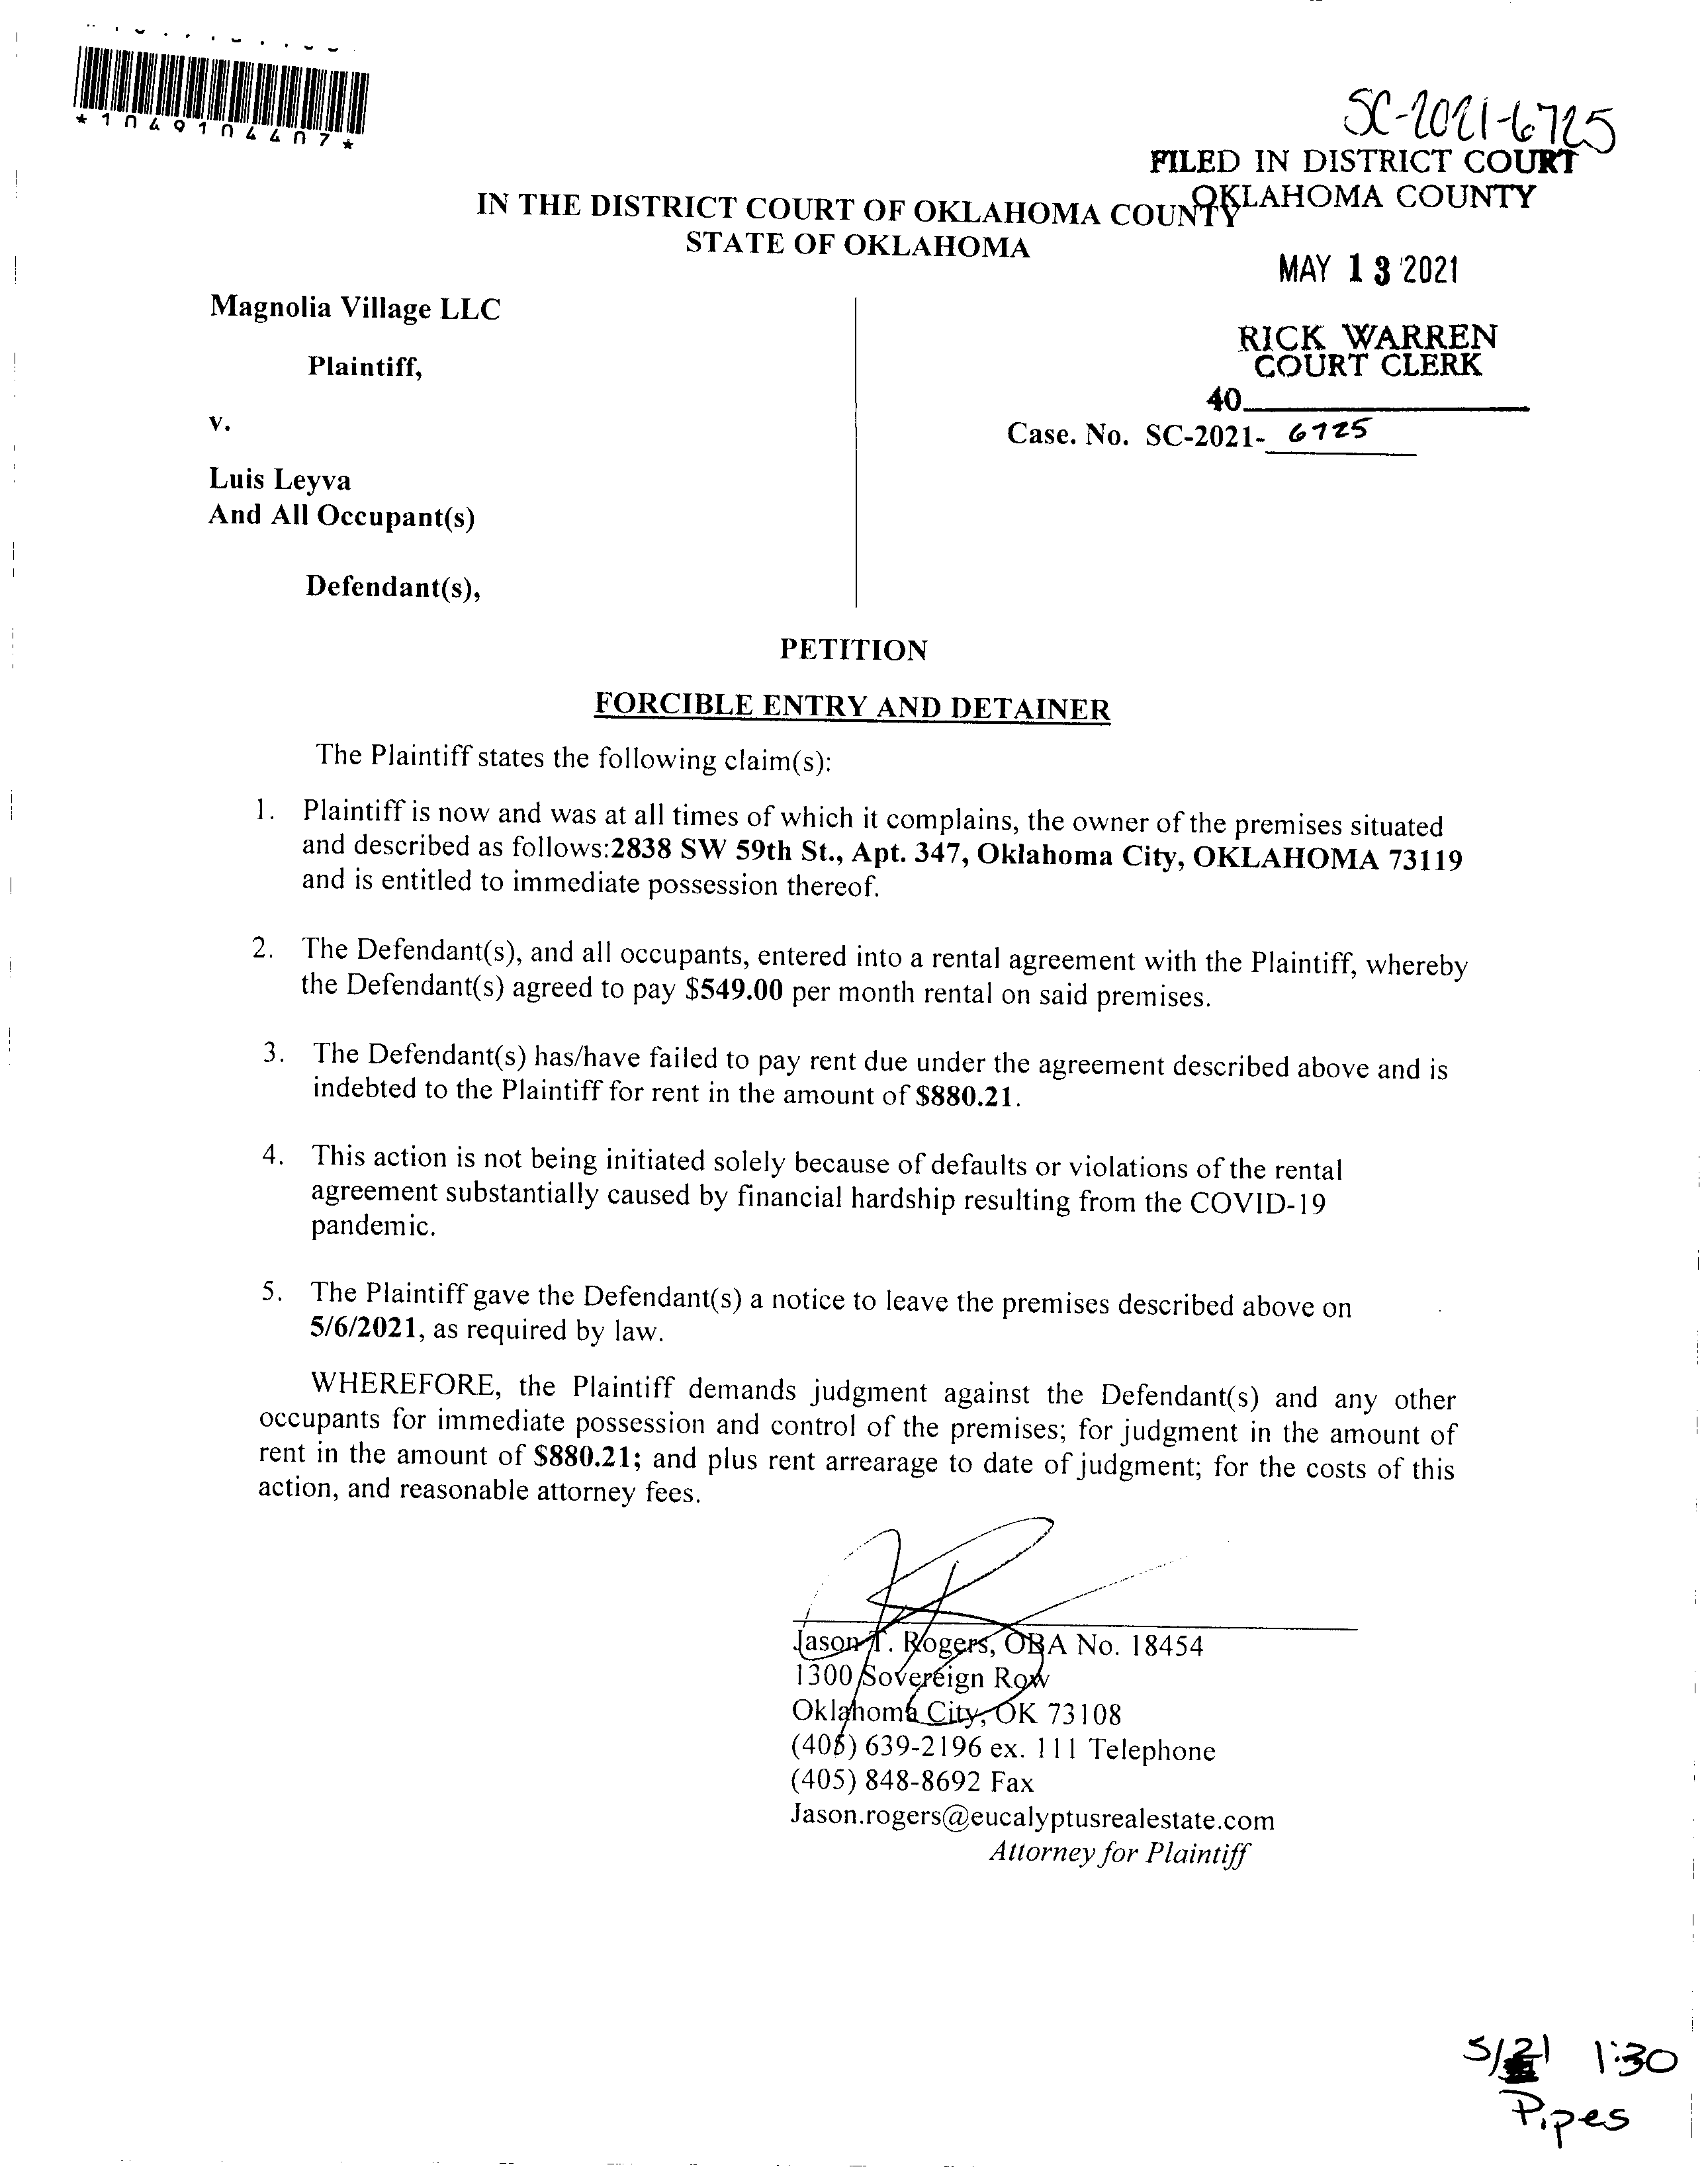 *1049104407*
SC-2021-6725
FILED IN DISTRICT COURT
OKLAHOMA COUNTY
IN THE DISTRICT COURT OF OKLAHOMA COUNTY
STATE OF OKLAHOMA
MAY 13 2021
Magnolia Village LLC
RICK WARREN
COURT CLERK
Plaintiff,
40
v.
Case. No. SC-2021- 6725
Luis Leyva
And All Occupant(s)
Defendant(s),
PETITION
FORCIBLE ENTRY AND DETAINER
The Plaintiff states the following claim(s):
1. Plaintiff is now and was at all times of which it complains, the owner of the premises situated
and described as follows:2838 SW 59th St., Apt. 347, Oklahoma City, OKLAHOMA 73119
and is entitled to immediate possession thereof.
2. The Defendant(s), and all occupants, entered into a rental agreement with the Plaintiff, whereby
the Defendant(s) agreed to pay $549.00 per month rental on said premises.
3. The Defendant(s) has/have failed to pay rent due under the agreement described above and is
indebted to the Plaintiff for rent in the amount of $880.21.
4. This action is not being initiated solely because of defaults or violations of the rental
agreement substantially caused by financial hardship resulting from the COVID-19
pandemic.
5. The Plaintiff gave the Defendant(s) a notice to leave the premises described above on
5/6/2021, as required by law.
WHEREFORE, the Plaintiff demands judgment against the Defendant(s) and any other
occupants for immediate possession and control of the premises; for judgment in the amount of
rent in the amount of $880.21; and plus rent arrearage to date of judgment; for the costs of this
action, and reasonable attorney fees.
Jason T. Rogers, OBA No. 18454
1300 Sovereign Row
Oklahoma City, OK 73108
(405) 639-2196 ex. 111 Telephone
(405) 848-8692 Fax
Jason.rogers@eucalyptusrealestate.com
Attorney for Plaintiff
5/21 1:30
Pipes